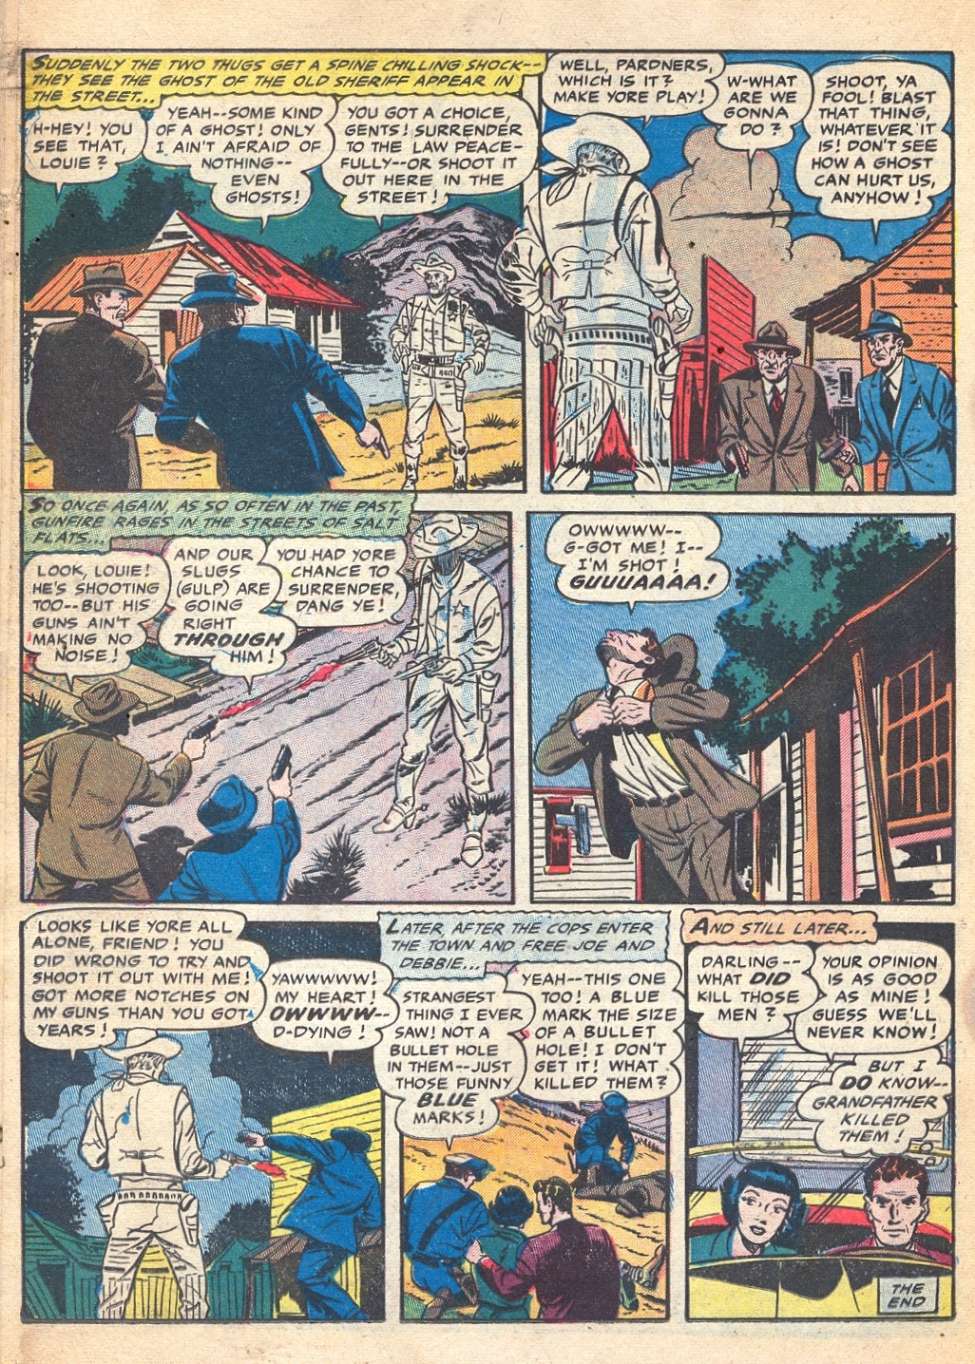 SUDDENLY THE TWO THUGS GET A SPINE CHILLING SHOCK--
THEY SEE THE GHOST OF THE OLD SHERIFF APPEAR IN
THE STREET...
H-HEY! YOU
SEE THAT,
LOUIE?
YEAH--SOME KIND
OF A GHOST! ONLY
I AIN'T AFRAID OF
NOTHING--
EVEN
GHOSTS!
YOU GOT A CHOICE,
GENTS! SURRENDER
TO THE LAW PEACE-
FULLY--OR SHOOT IT
OUT HERE IN THE
STREET!
WELL, PARDNERS,
WHICH IS IT?
MAKE YORE PLAY!
W-WHAT
ARE WE
GONNA
DO?
SHOOT, YA
FOOL! BLAST
THAT THING,
WHATEVER IT
IS! DON'T SEE
HOW A GHOST
CAN HURT US,
ANYHOW!
SO ONCE AGAIN, AS SO OFTEN IN THE PAST,
GUNFIRE RAGES IN THE STREETS OF SALT
FLATS...
LOOK, LOUIE!
HE'S SHOOTING
TOO--BUT HIS
GUNS AIN'T
MAKING NO
NOISE!
AND OUR
SLUGS
(GULP) ARE
GOING
RIGHT
THROUGH
HIM!
YOU HAD YORE
CHANCE TO
SURRENDER,
DANG YE!
OWWWWW--
G-GOT ME! I--
I'M SHOT!
GUUUAAAAA!
LOOKS LIKE YORE ALL
ALONE, FRIEND! YOU
DID WRONG TO TRY AND
SHOOT IT OUT WITH ME!
GOT MORE NOTCHES ON
MY GUNS THAN YOU GOT
YEARS!
YAWWWWW!
MY HEART!
OWWWW--
D-DYING!
LATER, AFTER THE COPS ENTER
THE TOWN AND FREE JOE AND
DEBBIE...
STRANGEST
THING I EVER
SAW! NOT A
BULLET HOLE
IN THEM--JUST
THOSE FUNNY
BLUE
MARKS!
YEAH--THIS ONE
TOO! A BLUE
MARK THE SIZE
OF A BULLET
HOLE! I DON'T
GET IT! WHAT
KILLED THEM?
AND STILL LATER...
DARLING--
WHAT DID
KILL THOSE
MEN?
YOUR OPINION
IS AS GOOD
AS MINE!
GUESS WE'LL
NEVER KNOW!
BUT I
DO KNOW--
GRANDFATHER
KILLED
THEM!
THE
END